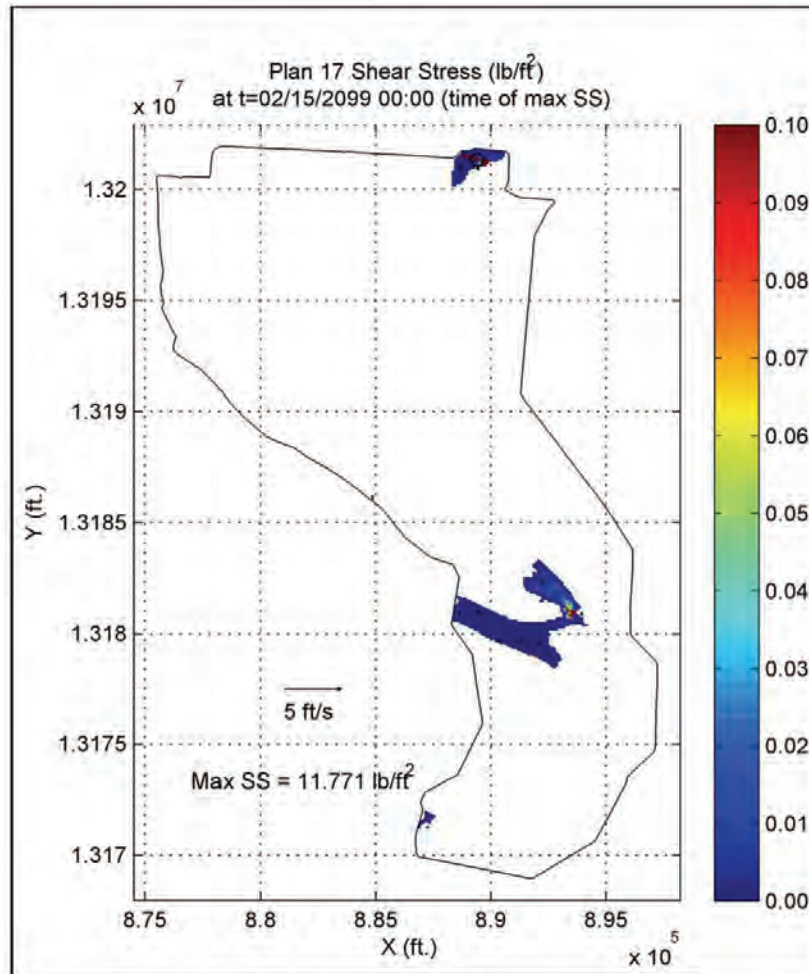 Plan 17 Shear Stress (lb/ft²)
at t=02/15/2099 00:00 (time of max SS)
x 10⁷
1.32
1.3195
1.319
1.3185
1.318
1.3175
1.317
Y (ft.)
5 ft/s
Max SS = 11.771 lb/ft²
8.75
8.8
8.85
8.9
8.95
X (ft.)
x 10⁵
0.10
0.09
0.08
0.07
0.06
0.05
0.04
0.03
0.02
0.01
0.00